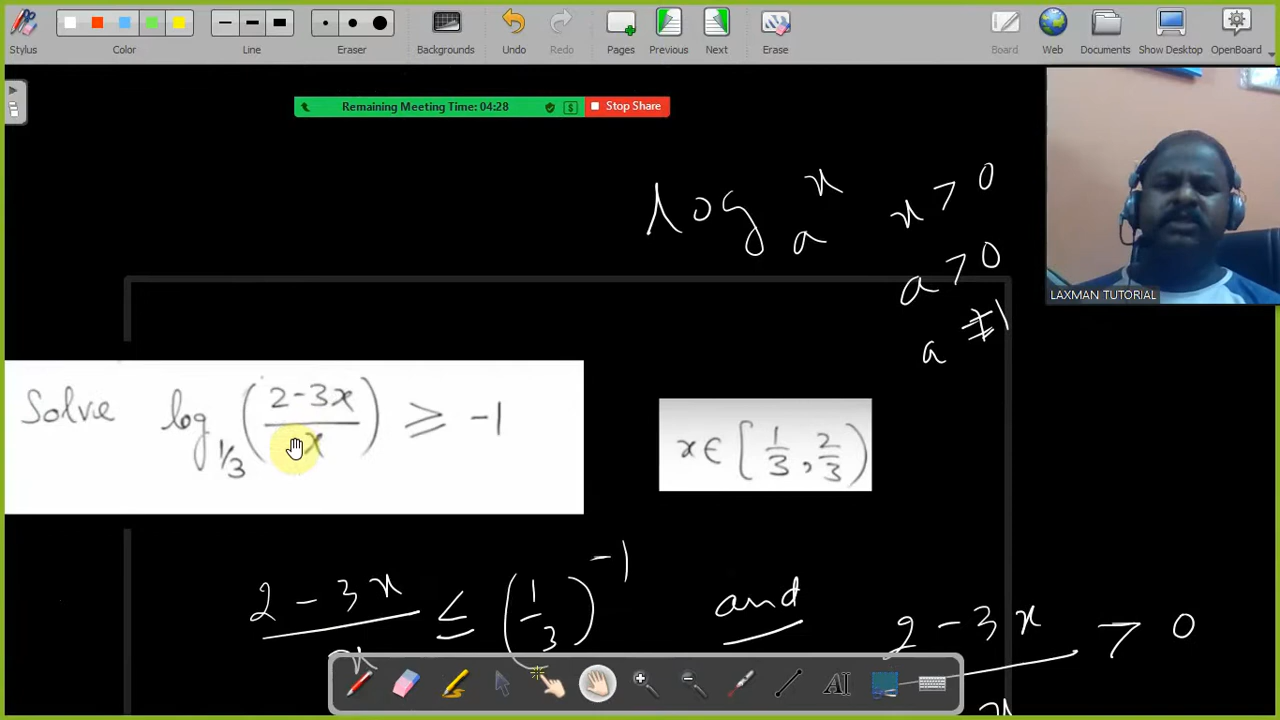 Stylus
Color
Line
Eraser
Backgrounds
Undo
Redo
Pages
Previous
Next
Erase
Board
Web
Documents
Show Desktop
OpenBoard
Remaining Meeting Time: 04:28
Stop Share
LAXMAN TUTORIAL
log_a x x > 0
a > 0
a ≠ 1
Solve log_{1/3} ((2-3x)/x) ≥ -1
x ∈ [1/3, 2/3)
(2-3x)/x ≤ (1/3)^{-1} and (2-3x)/x > 0